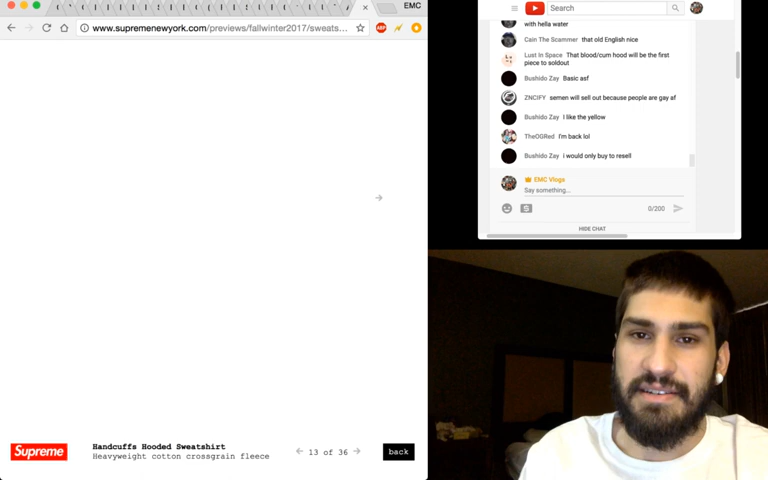 EMC
www.supremenewyork.com/previews/fallwinter2017/sweats...
ABP
Search
with hella water
Cain The Scammer that old English nice
Lust In Space That blood/cum hood will be the first
piece to soldout
Bushido Zay Basic asf
ZNCIFY semen will sell out because people are gay af
Bushido Zay I like the yellow
TheOGRed I'm back lol
Bushido Zay i would only buy to resell
EMC Vlogs
Say something...
0/200
HIDE CHAT
Supreme
Handcuffs Hooded Sweatshirt
Heavyweight cotton crossgrain fleece
13 of 36
back